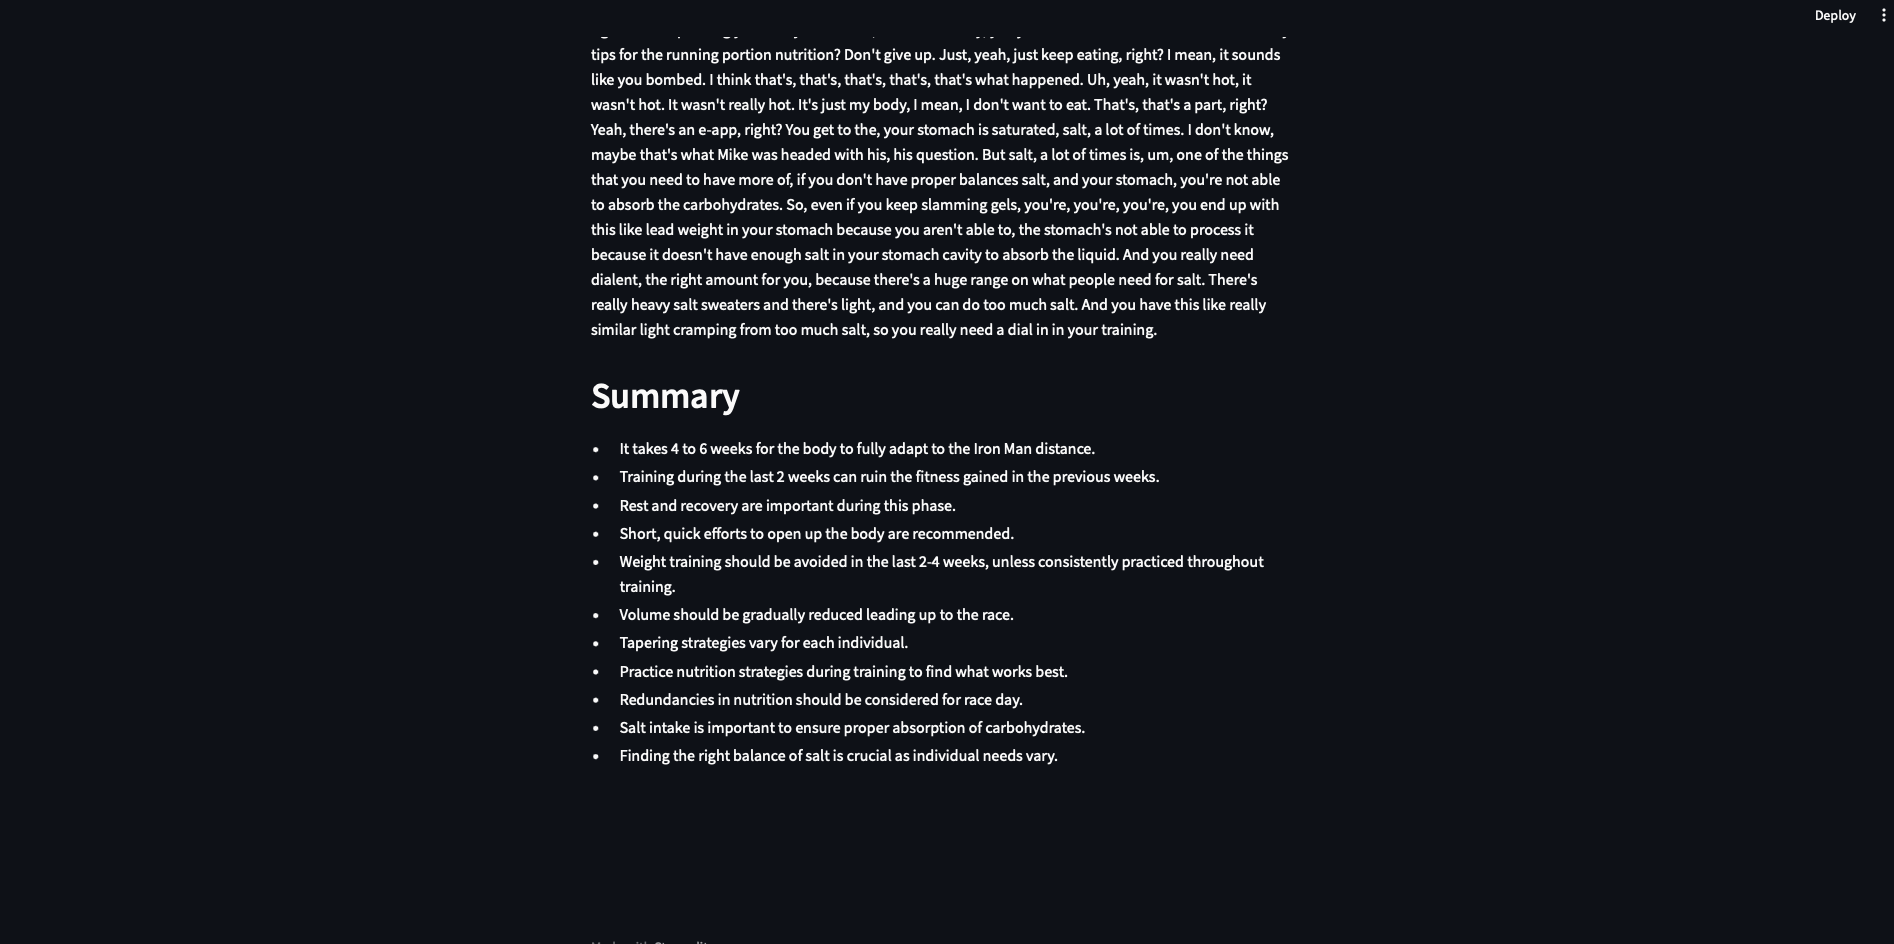 Deploy
tips for the running portion nutrition? Don't give up. Just, yeah, just keep eating, right? I mean, it sounds
like you bombed. I think that's, that's, that's, that's, that's what happened. Uh, yeah, it wasn't hot, it
wasn't hot. It wasn't really hot. It's just my body, I mean, I don't want to eat. That's, that's a part, right?
Yeah, there's an e-app, right? You get to the, your stomach is saturated, salt, a lot of times. I don't know,
maybe that's what Mike was headed with his, his question. But salt, a lot of times is, um, one of the things
that you need to have more of, if you don't have proper balances salt, and your stomach, you're not able
to absorb the carbohydrates. So, even if you keep slamming gels, you're, you're, you're, you end up with
this like lead weight in your stomach because you aren't able to, the stomach's not able to process it
because it doesn't have enough salt in your stomach cavity to absorb the liquid. And you really need
dialent, the right amount for you, because there's a huge range on what people need for salt. There's
really heavy salt sweaters and there's light, and you can do too much salt. And you have this like really
similar light cramping from too much salt, so you really need a dial in in your training.
Summary
• It takes 4 to 6 weeks for the body to fully adapt to the Iron Man distance.
• Training during the last 2 weeks can ruin the fitness gained in the previous weeks.
• Rest and recovery are important during this phase.
• Short, quick efforts to open up the body are recommended.
• Weight training should be avoided in the last 2-4 weeks, unless consistently practiced throughout
training.
• Volume should be gradually reduced leading up to the race.
• Tapering strategies vary for each individual.
• Practice nutrition strategies during training to find what works best.
• Redundancies in nutrition should be considered for race day.
• Salt intake is important to ensure proper absorption of carbohydrates.
• Finding the right balance of salt is crucial as individual needs vary.